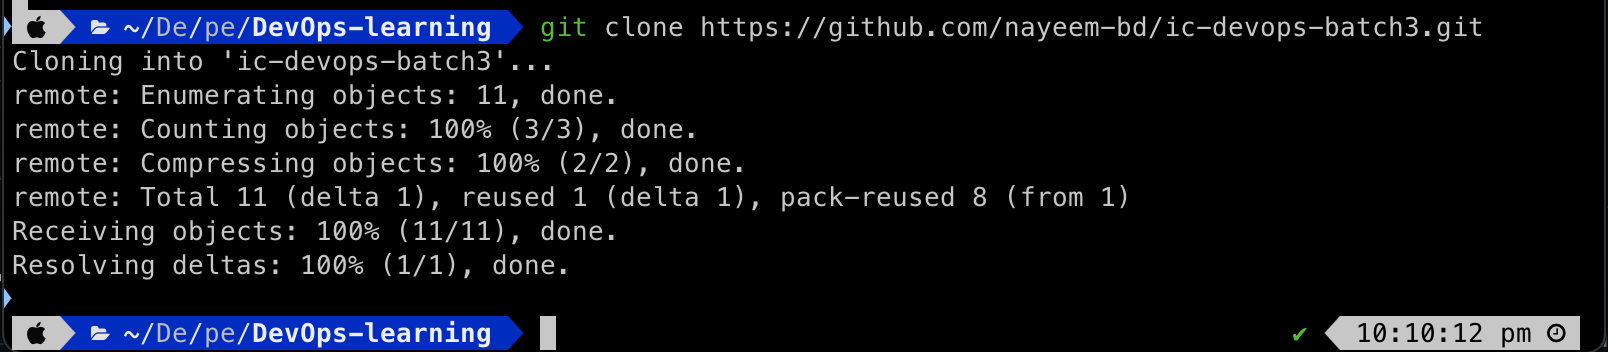 ~/De/pe/DevOps-learning git clone https://github.com/nayeem-bd/ic-devops-batch3.git
Cloning into 'ic-devops-batch3'...
remote: Enumerating objects: 11, done.
remote: Counting objects: 100% (3/3), done.
remote: Compressing objects: 100% (2/2), done.
remote: Total 11 (delta 1), reused 1 (delta 1), pack-reused 8 (from 1)
Receiving objects: 100% (11/11), done.
Resolving deltas: 100% (1/1), done.
~/De/pe/DevOps-learning ✔ 10:10:12 pm